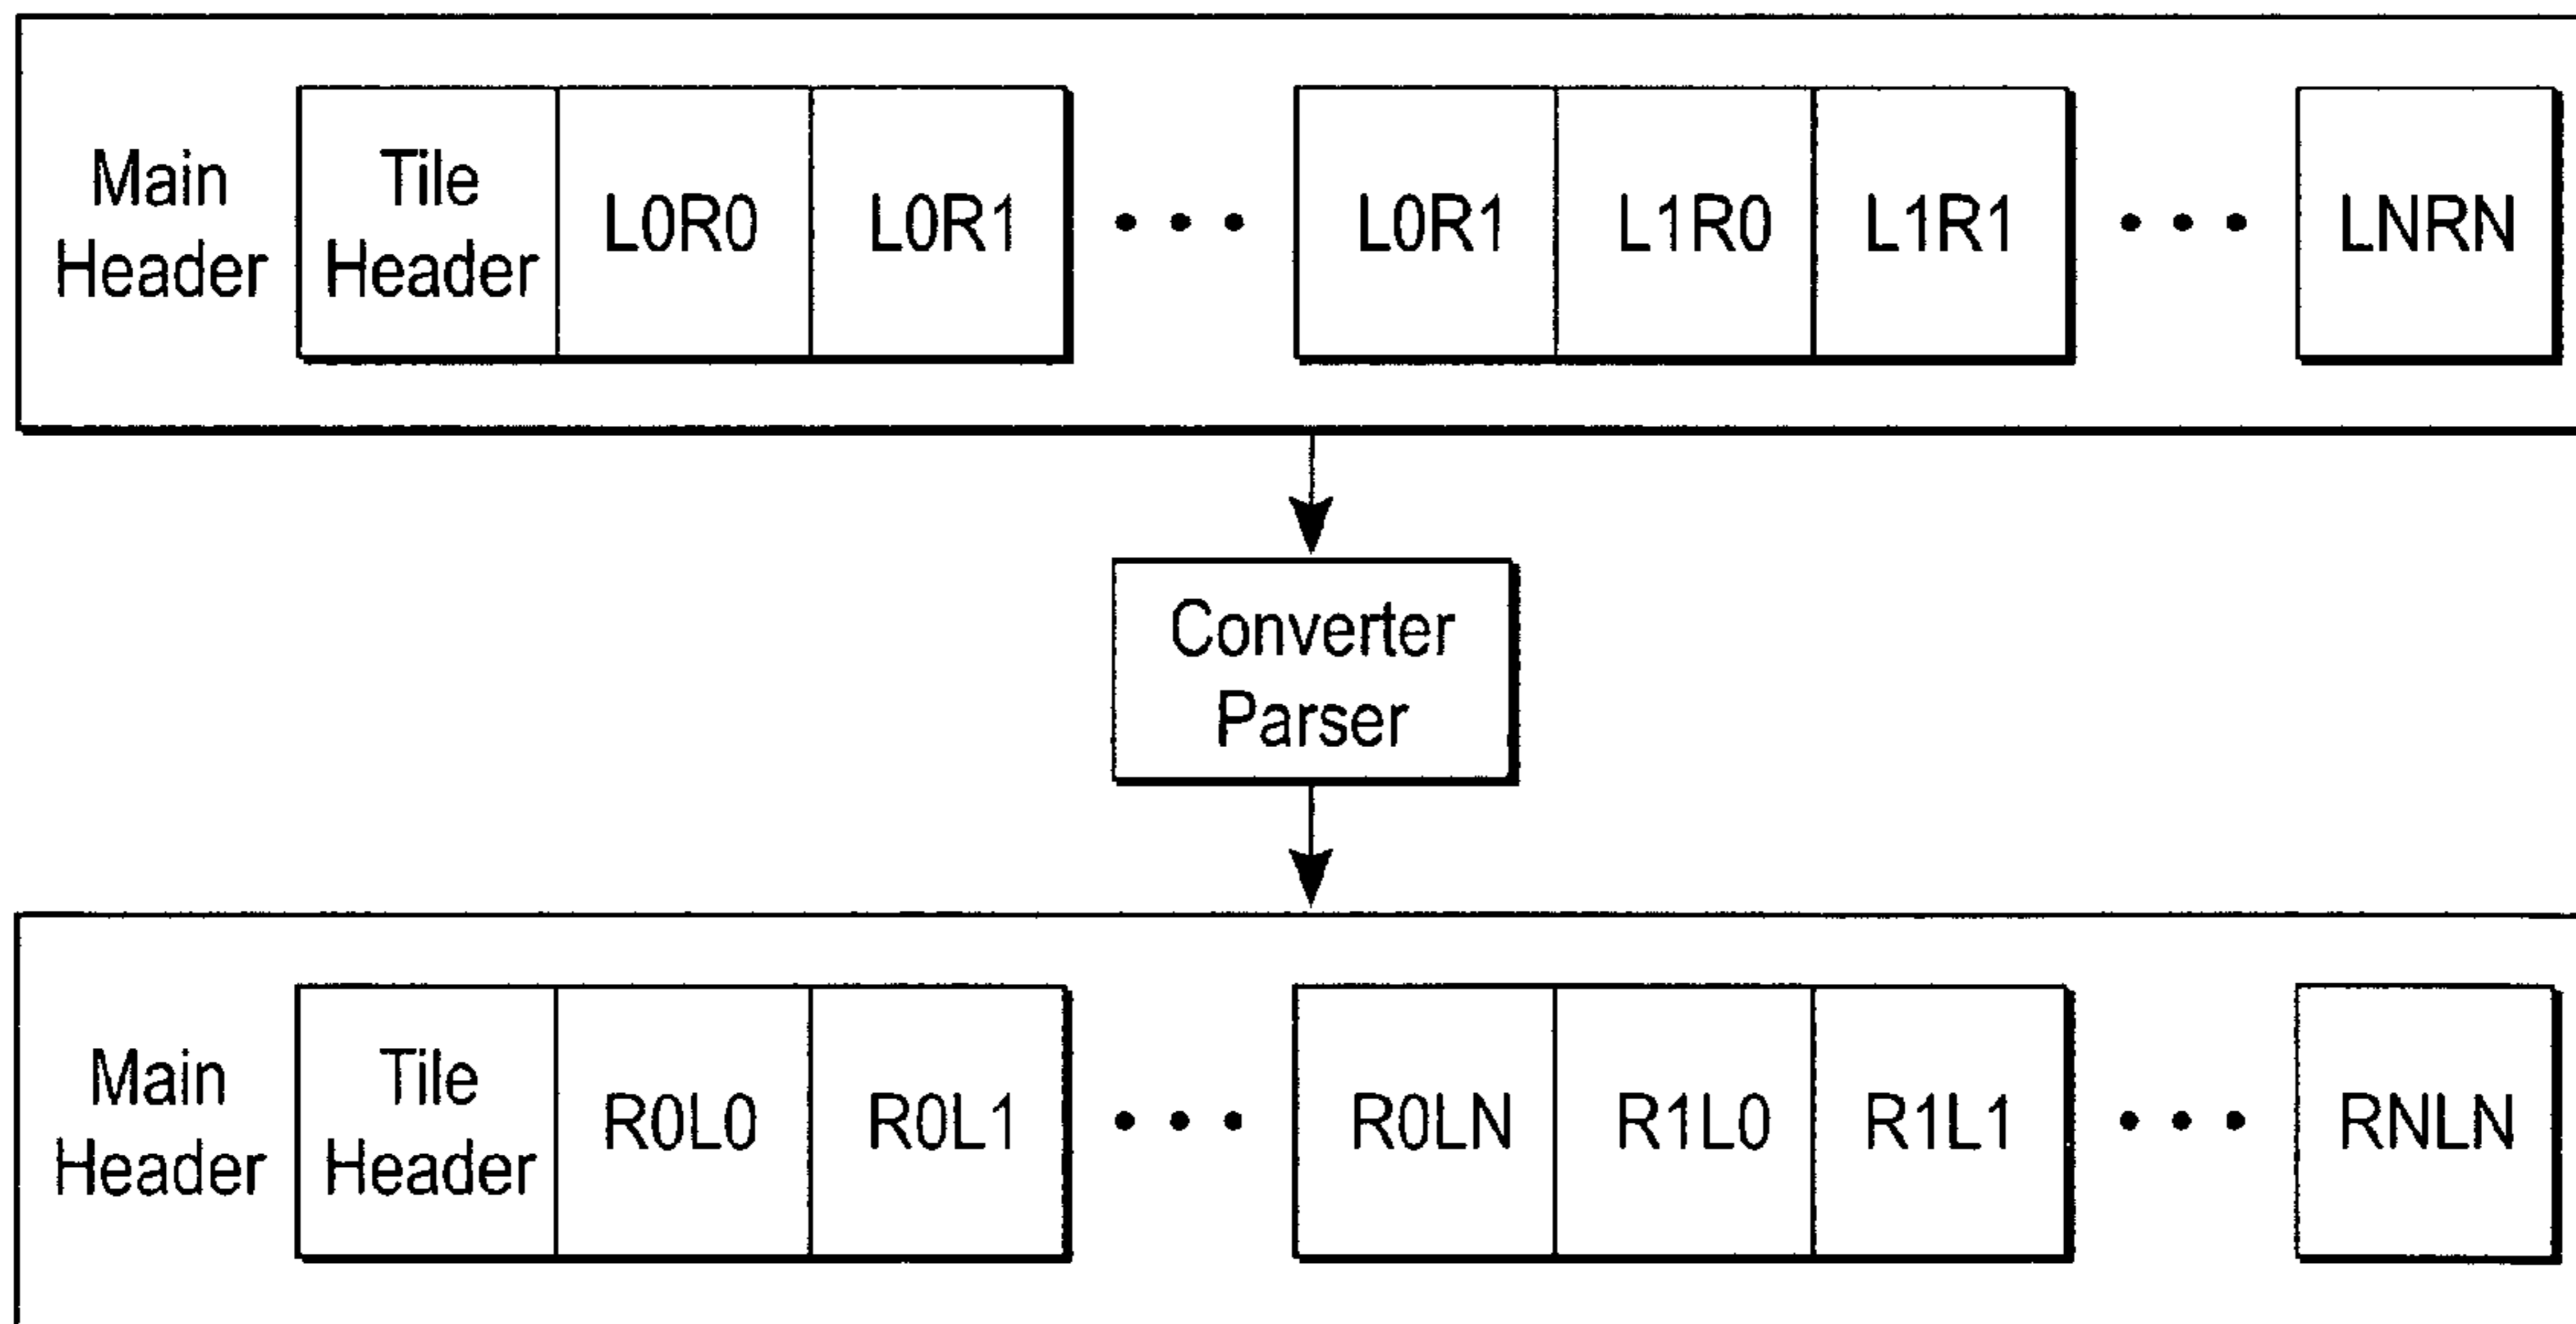 Main
Header
Tile
Header
L0R0
L0R1
• • •
L0R1
L1R0
L1R1
• • •
LNRN
Converter
Parser
Main
Header
Tile
Header
R0L0
R0L1
• • •
R0LN
R1L0
R1L1
• • •
RNLN